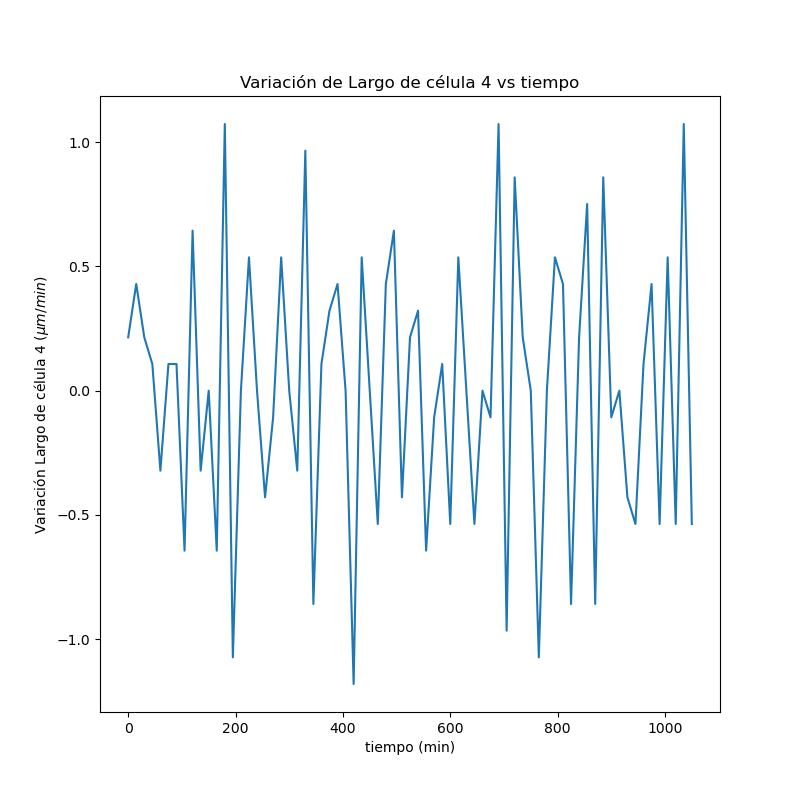 Variación de Largo de célula 4 vs tiempo
1.0
0.5
0.0
−0.5
−1.0
Variación Largo de célula 4 (μm/min)
0 200 400 600 800 1000
tiempo (min)